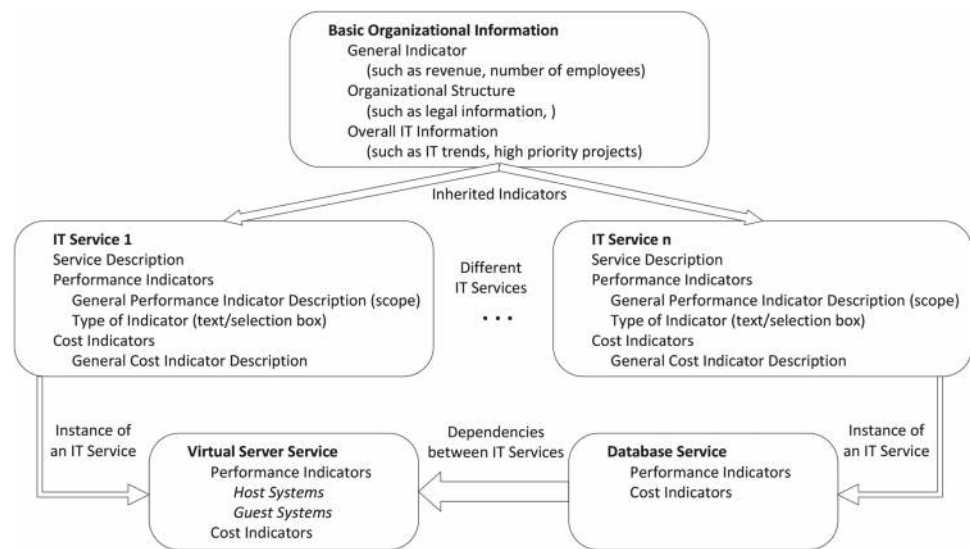 Basic Organizational Information
General Indicator
(such as revenue, number of employees)
Organizational Structure
(such as legal information, )
Overall IT Information
(such as IT trends, high priority projects)
Inherited Indicators
IT Service 1
Service Description
Performance Indicators
General Performance Indicator Description (scope)
Type of Indicator (text/selection box)
Cost Indicators
General Cost Indicator Description
Different
IT Services
...
IT Service n
Service Description
Performance Indicators
General Performance Indicator Description (scope)
Type of Indicator (text/selection box)
Cost Indicators
General Cost Indicator Description
Instance of
an IT Service
Virtual Server Service
Performance Indicators
Host Systems
Guest Systems
Cost Indicators
Dependencies
between IT Services
Database Service
Performance Indicators
Cost Indicators
Instance of
an IT Service